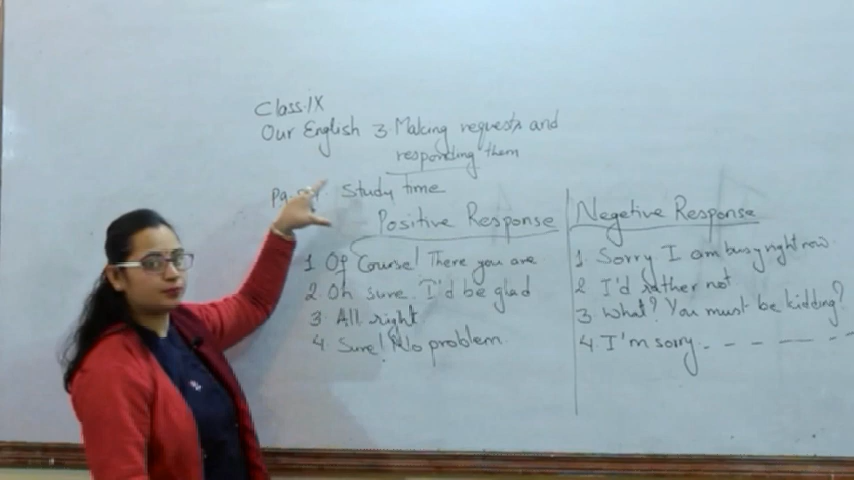 Class.IX
Our English 3. Making requests and
responding them
Pg. Study time
Positive Response
1 Of Course! There you are
2 Oh sure. I'd be glad
3 All right
4 Sure! No problem
Negetive Response
1. Sorry I am busy right now.
2 I'd rather not
3 What? You must be kidding?
4 I'm sorry. - - - - - - -